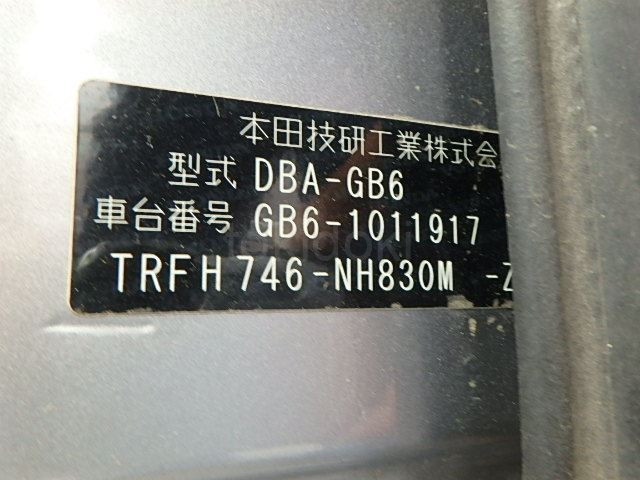 本田技研工業株式会
型式 DBA-GB6
車台番号 GB6-1011917
TRFH746-NH830M -Z